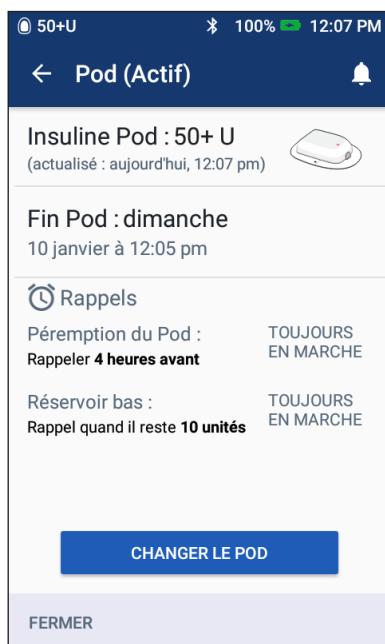 50+U 100% 12:07 PM
Pod (Actif)
Insuline Pod : 50+ U
(actualisé : aujourd'hui, 12:07 pm)
Fin Pod : dimanche
10 janvier à 12:05 pm
Rappels
Péremption du Pod : TOUJOURS
Rappeler 4 heures avant EN MARCHE
Réservoir bas : TOUJOURS
Rappel quand il reste 10 unités EN MARCHE
CHANGER LE POD
FERMER